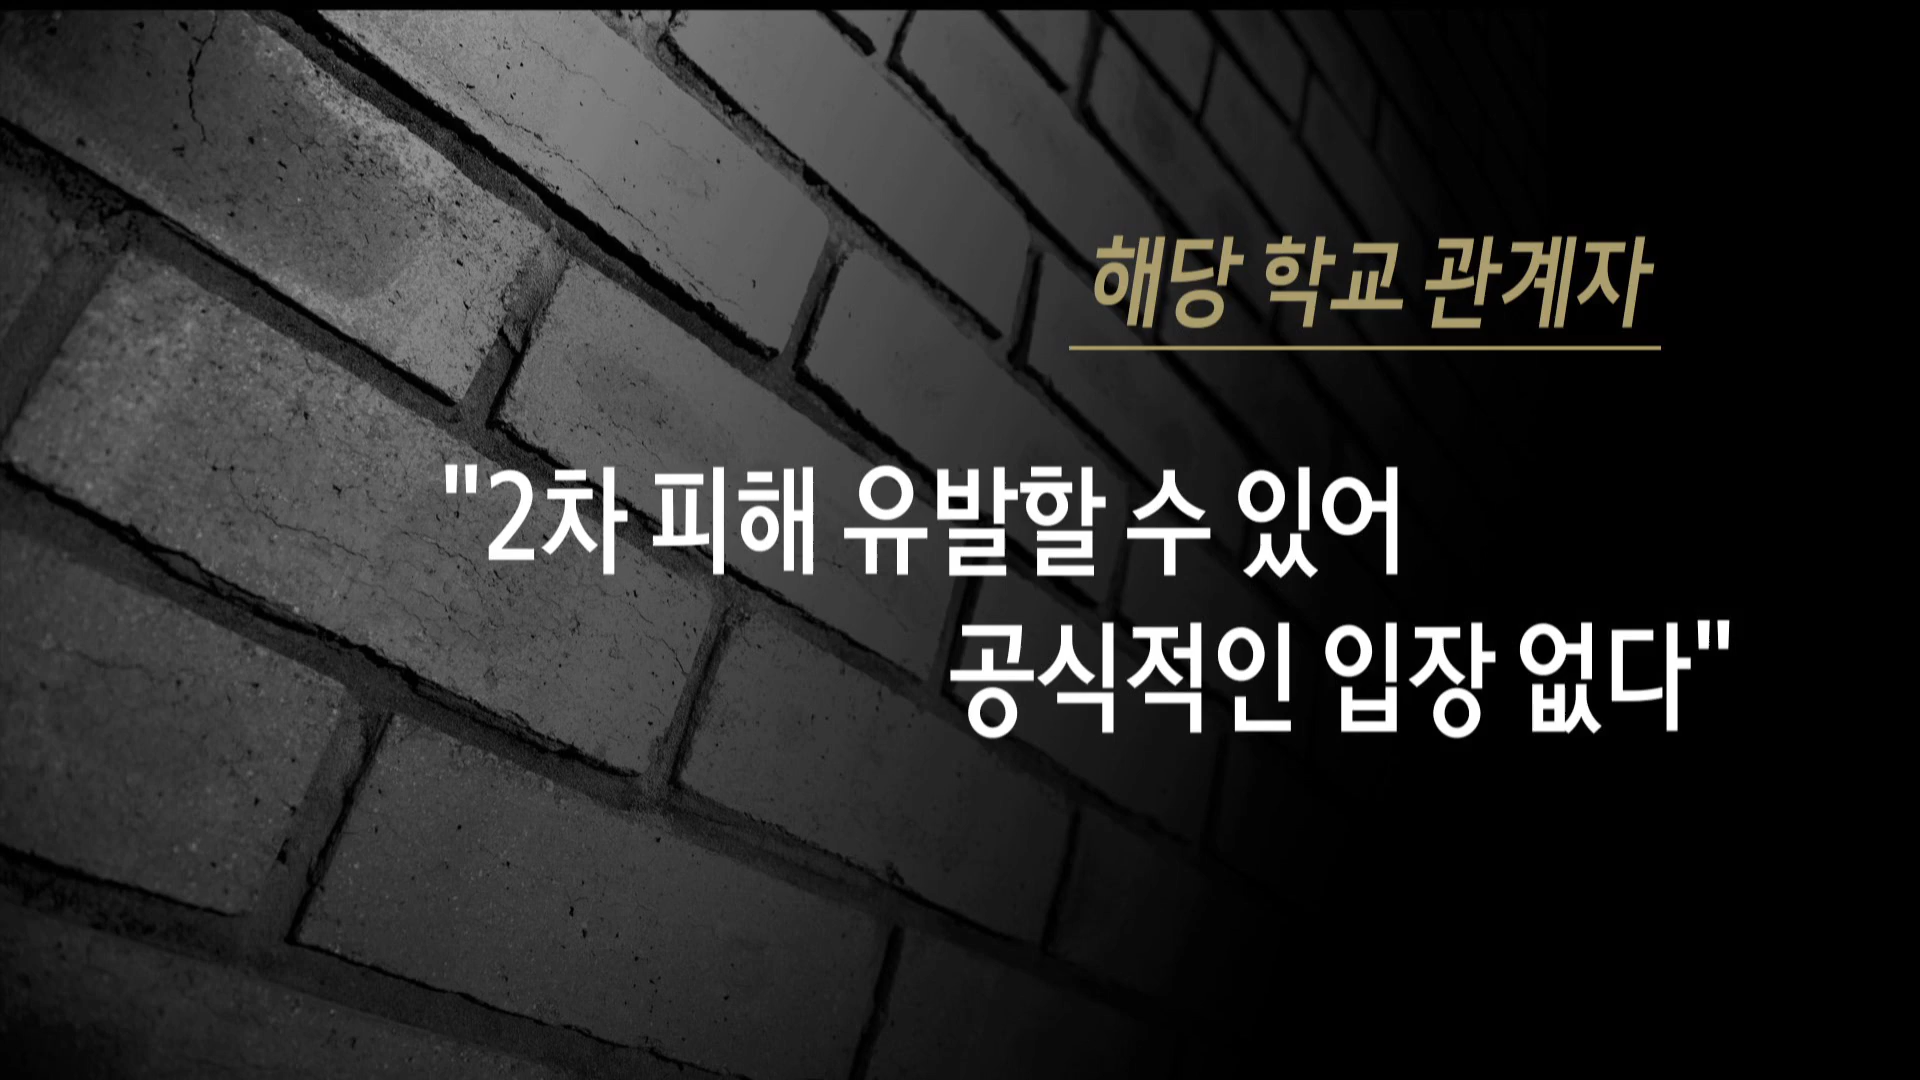 해당 학교 관계자
"2차 피해 유발할 수 있어
공식적인 입장 없다"